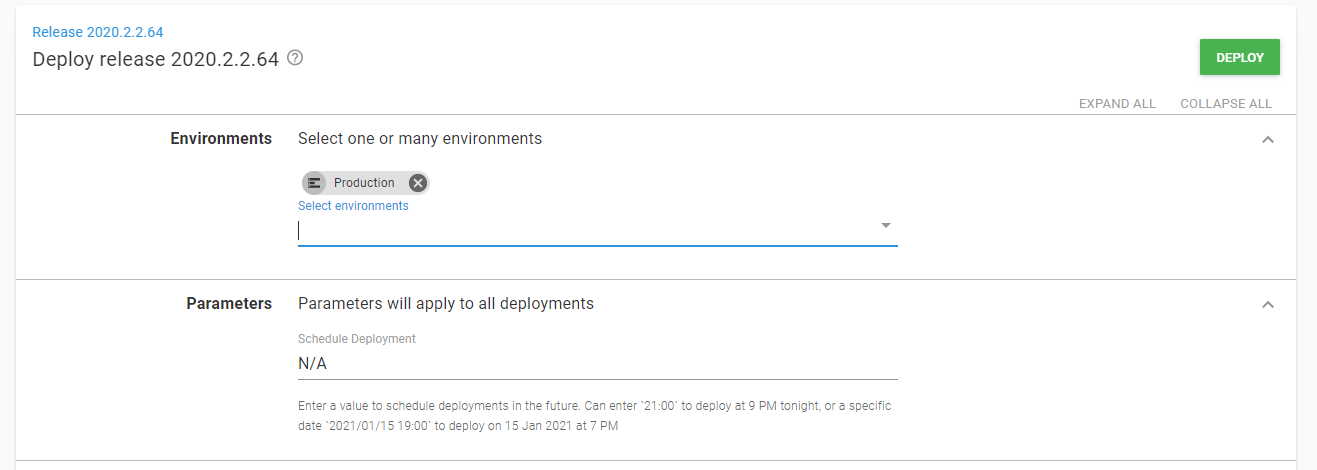 Release 2020.2.2.64
Deploy release 2020.2.2.64 ?
DEPLOY
EXPAND ALL COLLAPSE ALL
Environments Select one or many environments
Production
Select environments
Parameters Parameters will apply to all deployments
Schedule Deployment
N/A
Enter a value to schedule deployments in the future. Can enter `21:00` to deploy at 9 PM tonight, or a specific
date `2021/01/15 19:00` to deploy on 15 Jan 2021 at 7 PM